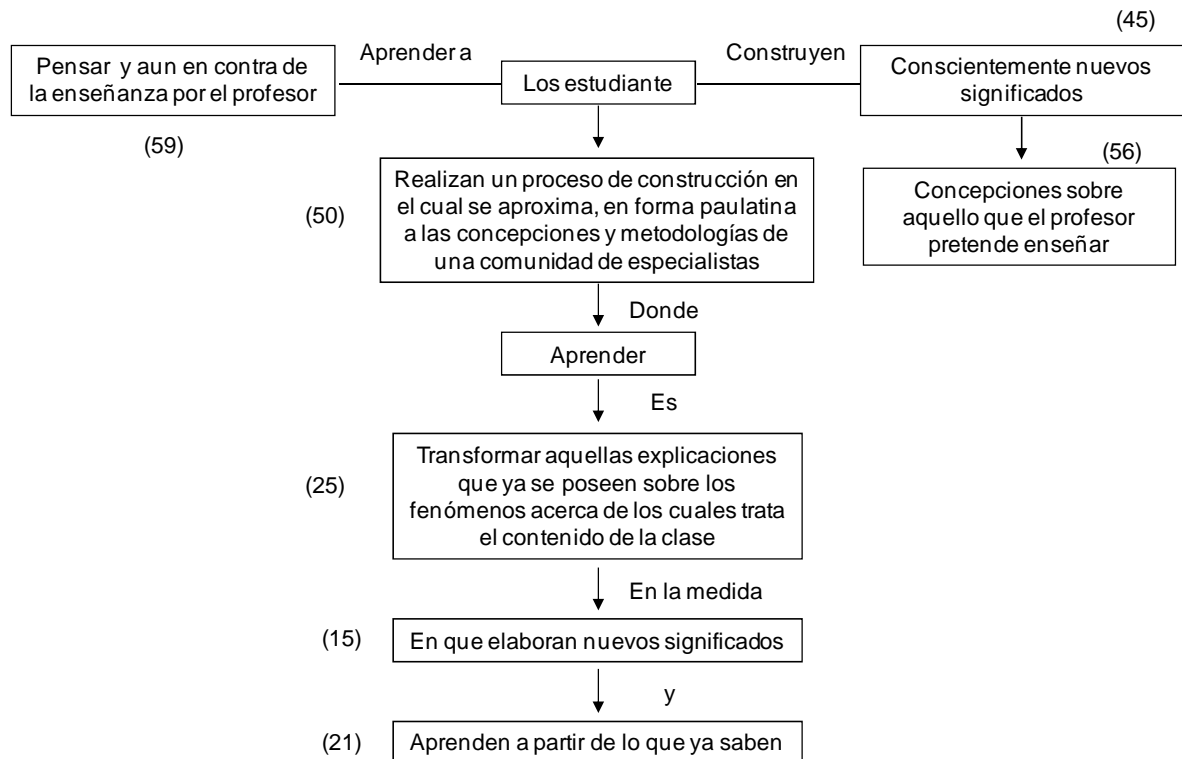 (45)
Pensar y aun en contra de
la enseñanza por el profesor
Aprender a
Los estudiante
Construyen
Conscientemente nuevos
significados
(59)
(56)
(50)
Realizan un proceso de construcción en
el cual se aproxima, en forma paulatina
a las concepciones y metodologías de
una comunidad de especialistas
Concepciones sobre
aquello que el profesor
pretende enseñar
Donde
Aprender
Es
(25)
Transformar aquellas explicaciones
que ya se poseen sobre los
fenómenos acerca de los cuales trata
el contenido de la clase
En la medida
(15)
En que elaboran nuevos significados
y
(21)
Aprenden a partir de lo que ya saben